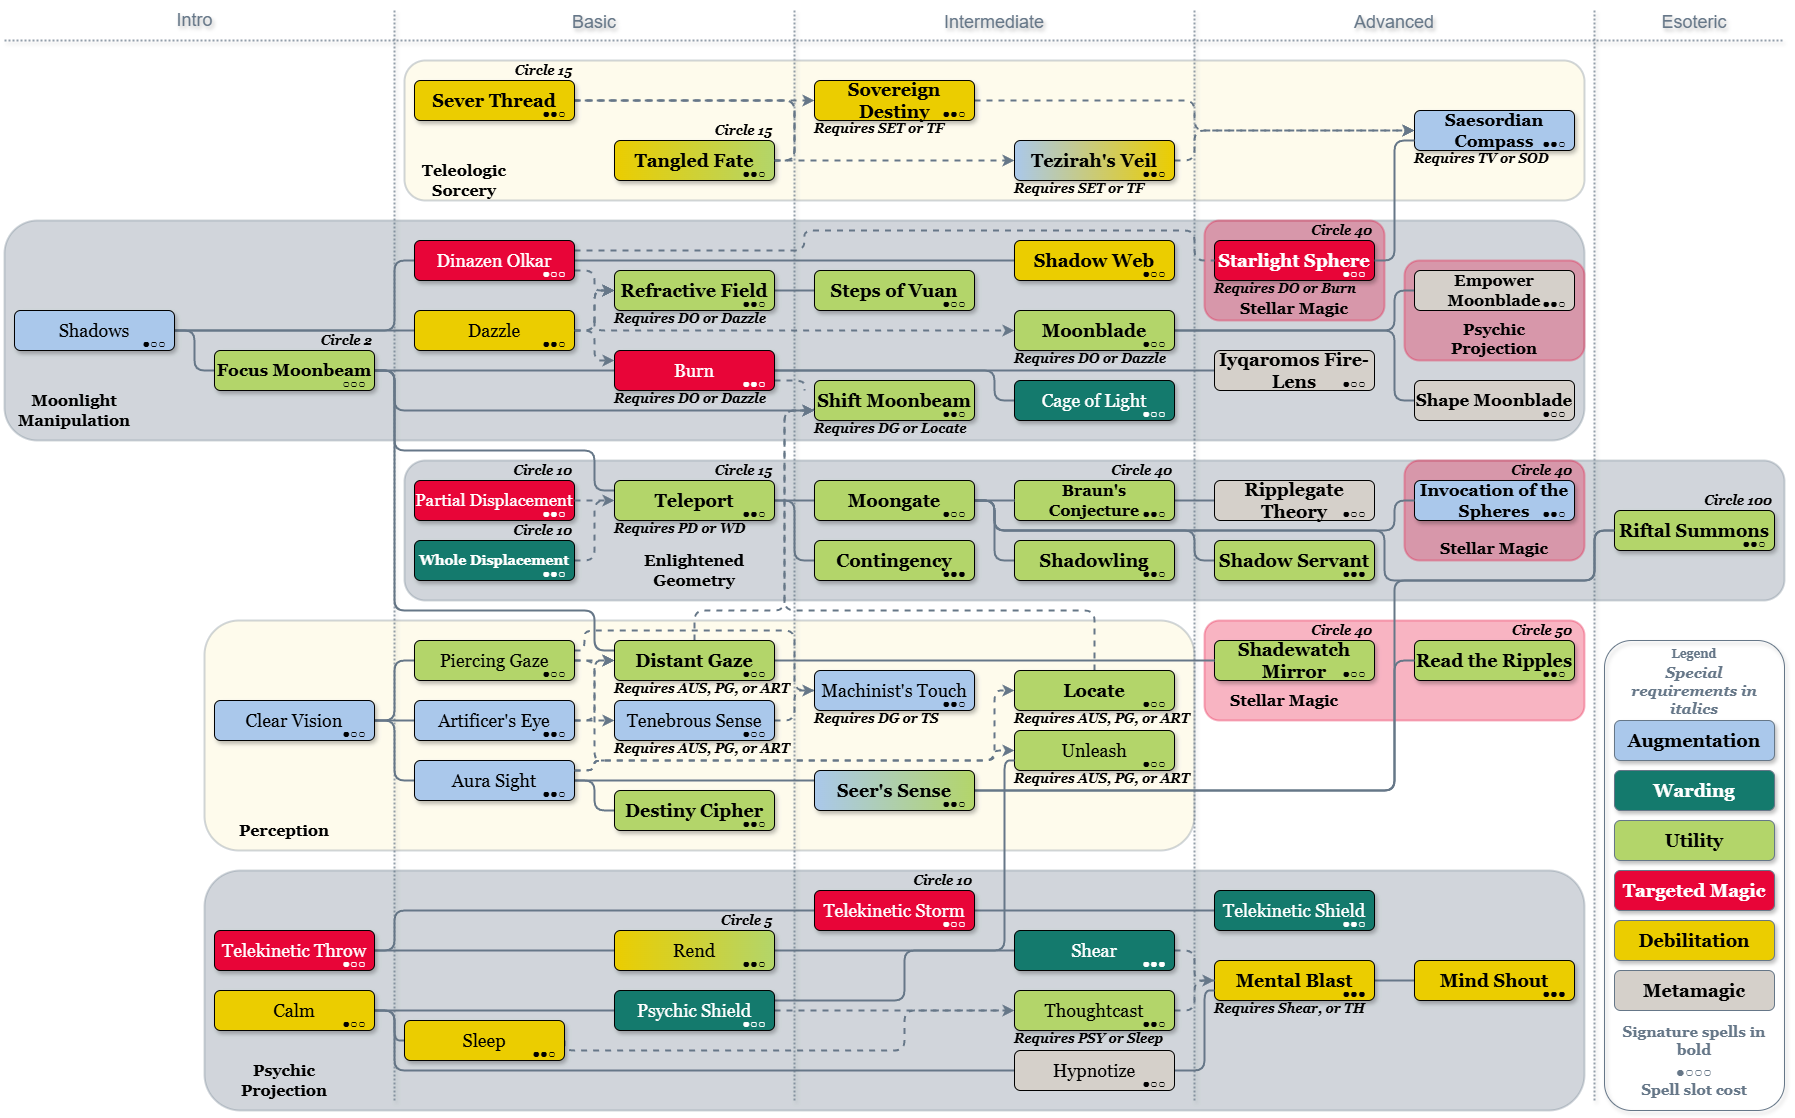 Intro
Basic
Intermediate
Advanced
Esoteric
Circle 15
Sever Thread
Sovereign
Destiny
Requires SET or TF
Circle 15
Tangled Fate
Tezirah's Veil
Requires SET or TF
Saesordian
Compass
Requires TV or SOD
Teleologic
Sorcery
Dinazen Olkar
Shadow Web
Circle 40
Starlight Sphere
Requires DO or Burn
Stellar Magic
Refractive Field
Requires DO or Dazzle
Steps of Vuan
Empower
Moonblade
Psychic
Projection
Shadows
Dazzle
Moonblade
Requires DO or Dazzle
Circle 2
Focus Moonbeam
Burn
Requires DO or Dazzle
Iyqaromos Fire-
Lens
Shift Moonbeam
Requires DG or Locate
Cage of Light
Shape Moonblade
Moonlight
Manipulation
Circle 10
Partial Displacement
Circle 15
Teleport
Requires PD or WD
Moongate
Circle 40
Braun's
Conjecture
Ripplegate
Theory
Circle 40
Invocation of the
Spheres
Stellar Magic
Circle 100
Riftal Summons
Circle 10
Whole Displacement
Enlightened
Geometry
Contingency
Shadowling
Shadow Servant
Piercing Gaze
Distant Gaze
Requires AUS, PG, or ART
Circle 40
Shadewatch
Mirror
Circle 50
Read the Ripples
Stellar Magic
Machinist's Touch
Requires DG or TS
Locate
Requires AUS, PG, or ART
Clear Vision
Artificer's Eye
Tenebrous Sense
Requires AUS, PG, or ART
Unleash
Requires AUS, PG, or ART
Aura Sight
Seer's Sense
Destiny Cipher
Perception
Circle 10
Telekinetic Storm
Telekinetic Shield
Telekinetic Throw
Circle 5
Rend
Shear
Mental Blast
Requires Shear, or TH
Mind Shout
Calm
Psychic Shield
Thoughtcast
Requires PSY or Sleep
Sleep
Hypnotize
Psychic
Projection
Legend
Special
requirements in
italics
Augmentation
Warding
Utility
Targeted Magic
Debilitation
Metamagic
Signature spells in
bold
Spell slot cost